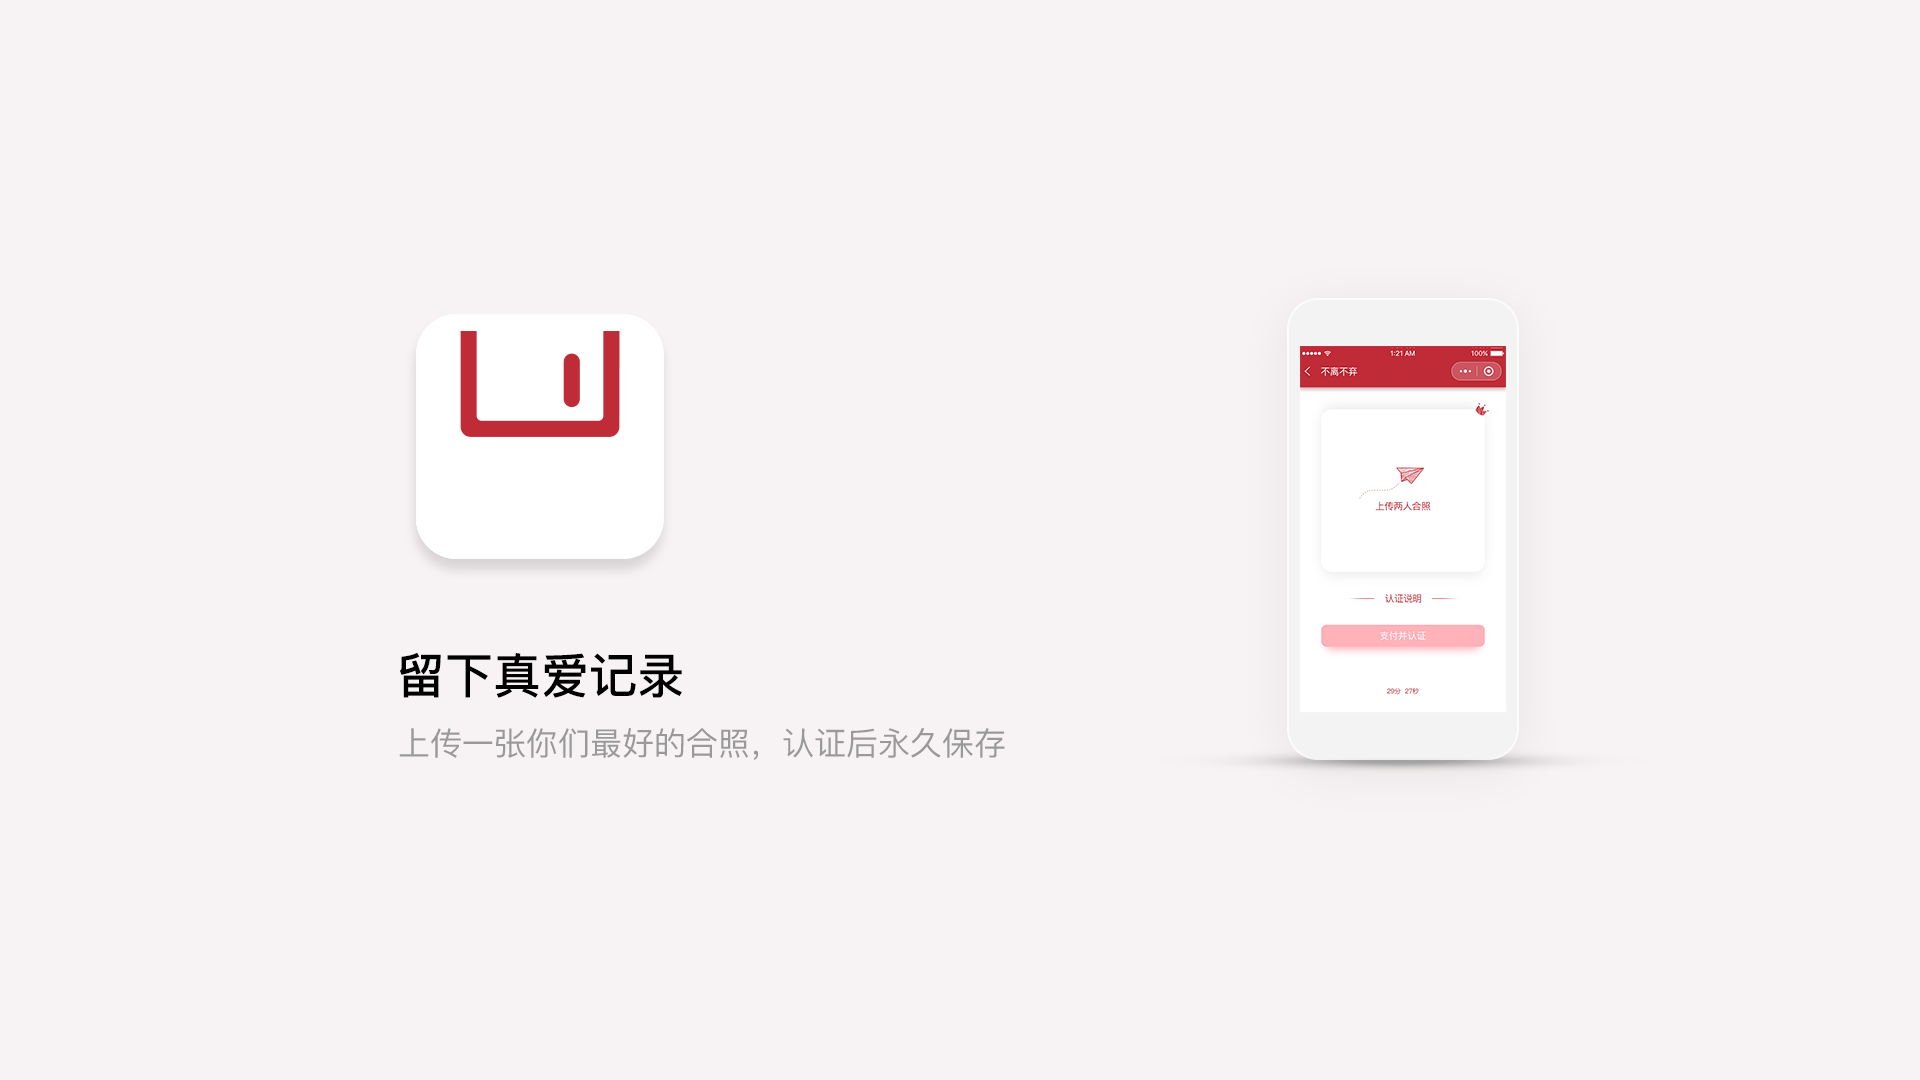 留下真爱记录
上传一张你们最好的合照，认证后永久保存
1:21 AM
100%
不离不弃
上传两人合照
认证说明
支付并认证
29分 27秒